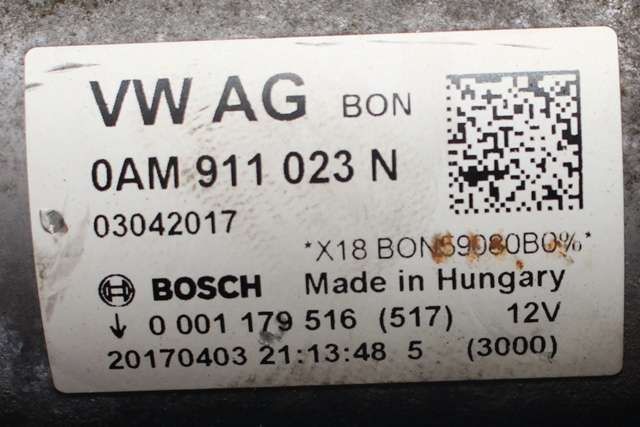 VW AG BON
0AM 911 023 N
03042017
*X18 BON59080B0%*
BOSCH Made in Hungary
↓ 0 001 179 516 (517) 12V
20170403 21:13:48 5 (3000)